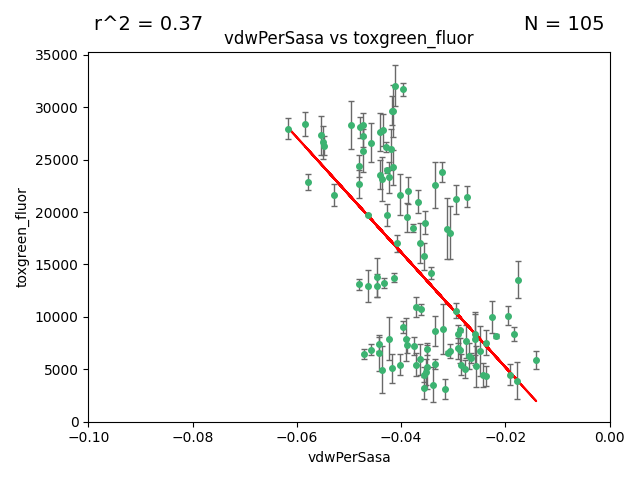 r^2 = 0.37
N = 105
vdwPerSasa vs toxgreen_fluor
35000
30000
25000
20000
15000
10000
5000
0
toxgreen_fluor
−0.10
−0.08
−0.06
−0.04
−0.02
0.00
vdwPerSasa